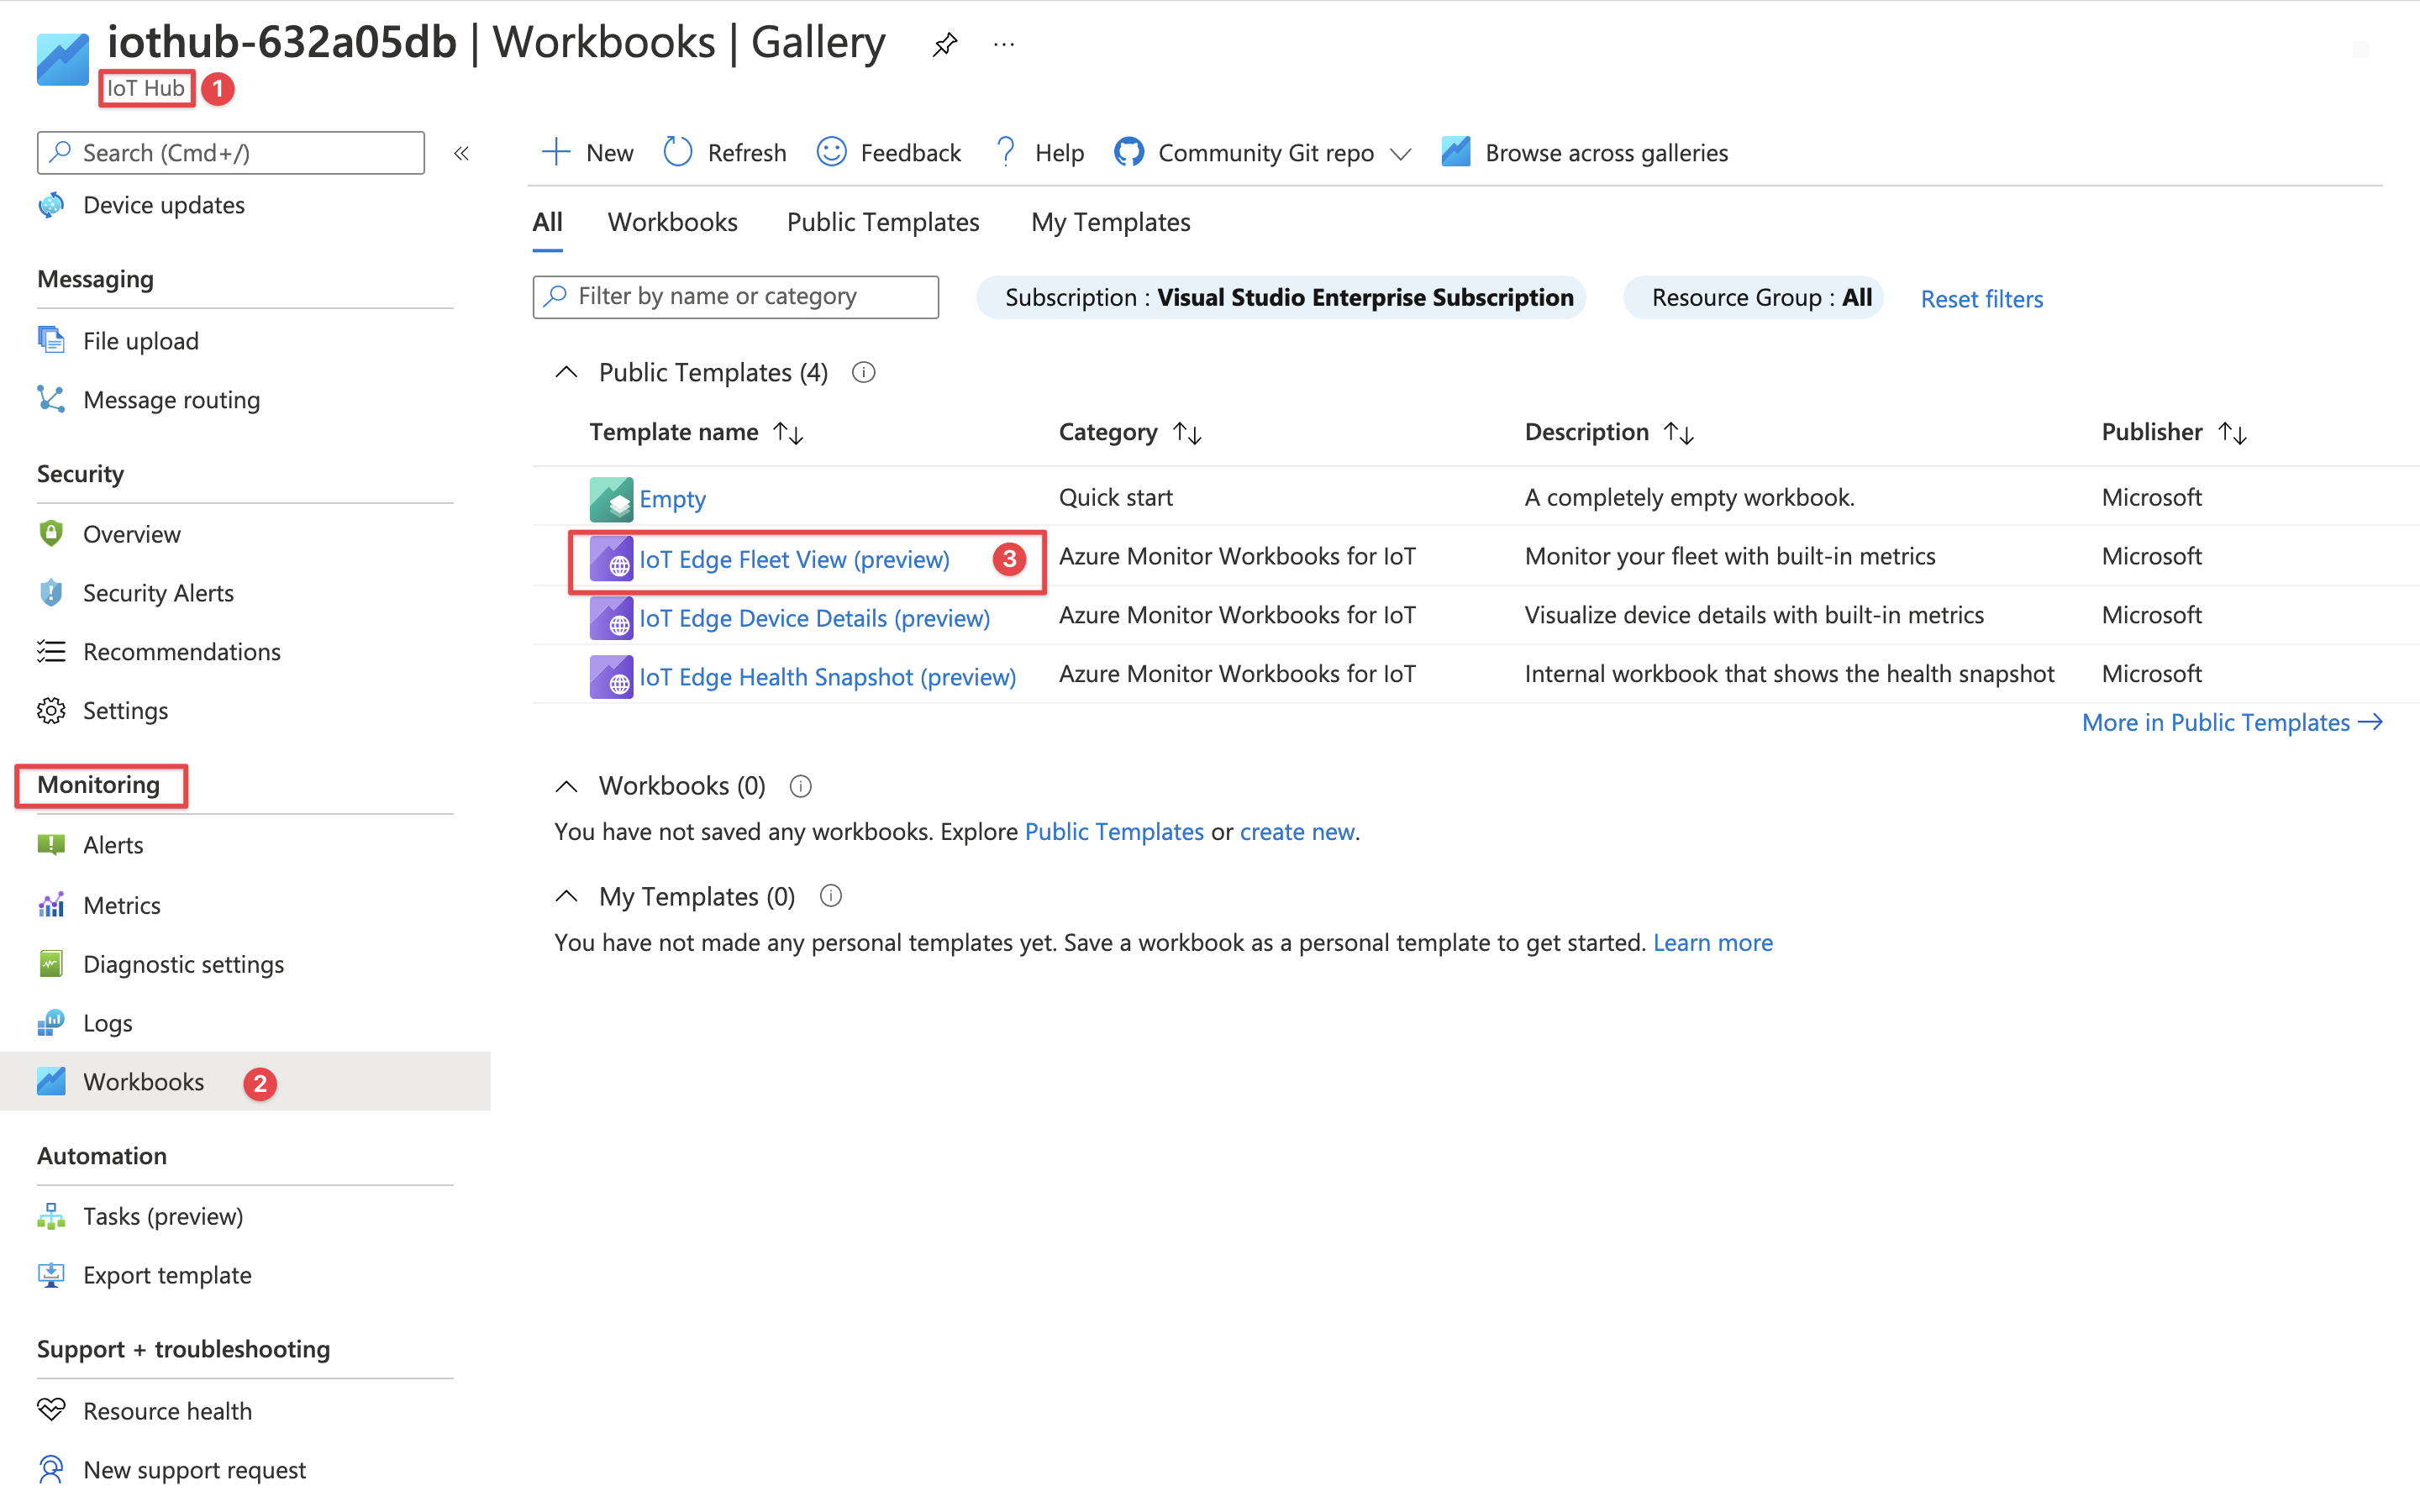 iothub-632a05db | Workbooks | Gallery ...
IoT Hub 1
Search (Cmd+/) «
Device updates
Messaging
File upload
Message routing
Security
Overview
Security Alerts
Recommendations
Settings
Monitoring
Alerts
Metrics
Diagnostic settings
Logs
Workbooks 2
Automation
Tasks (preview)
Export template
Support + troubleshooting
Resource health
New support request
New Refresh Feedback ? Help Community Git repo Browse across galleries
All Workbooks Public Templates My Templates
Filter by name or category Subscription : Visual Studio Enterprise Subscription Resource Group : All Reset filters
Public Templates (4)
Template name ↑↓ Category ↑↓ Description ↑↓ Publisher ↑↓
Empty Quick start A completely empty workbook. Microsoft
IoT Edge Fleet View (preview) 3 Azure Monitor Workbooks for IoT Monitor your fleet with built-in metrics Microsoft
IoT Edge Device Details (preview) Azure Monitor Workbooks for IoT Visualize device details with built-in metrics Microsoft
IoT Edge Health Snapshot (preview) Azure Monitor Workbooks for IoT Internal workbook that shows the health snapshot Microsoft
More in Public Templates →
Workbooks (0)
You have not saved any workbooks. Explore Public Templates or create new.
My Templates (0)
You have not made any personal templates yet. Save a workbook as a personal template to get started. Learn more